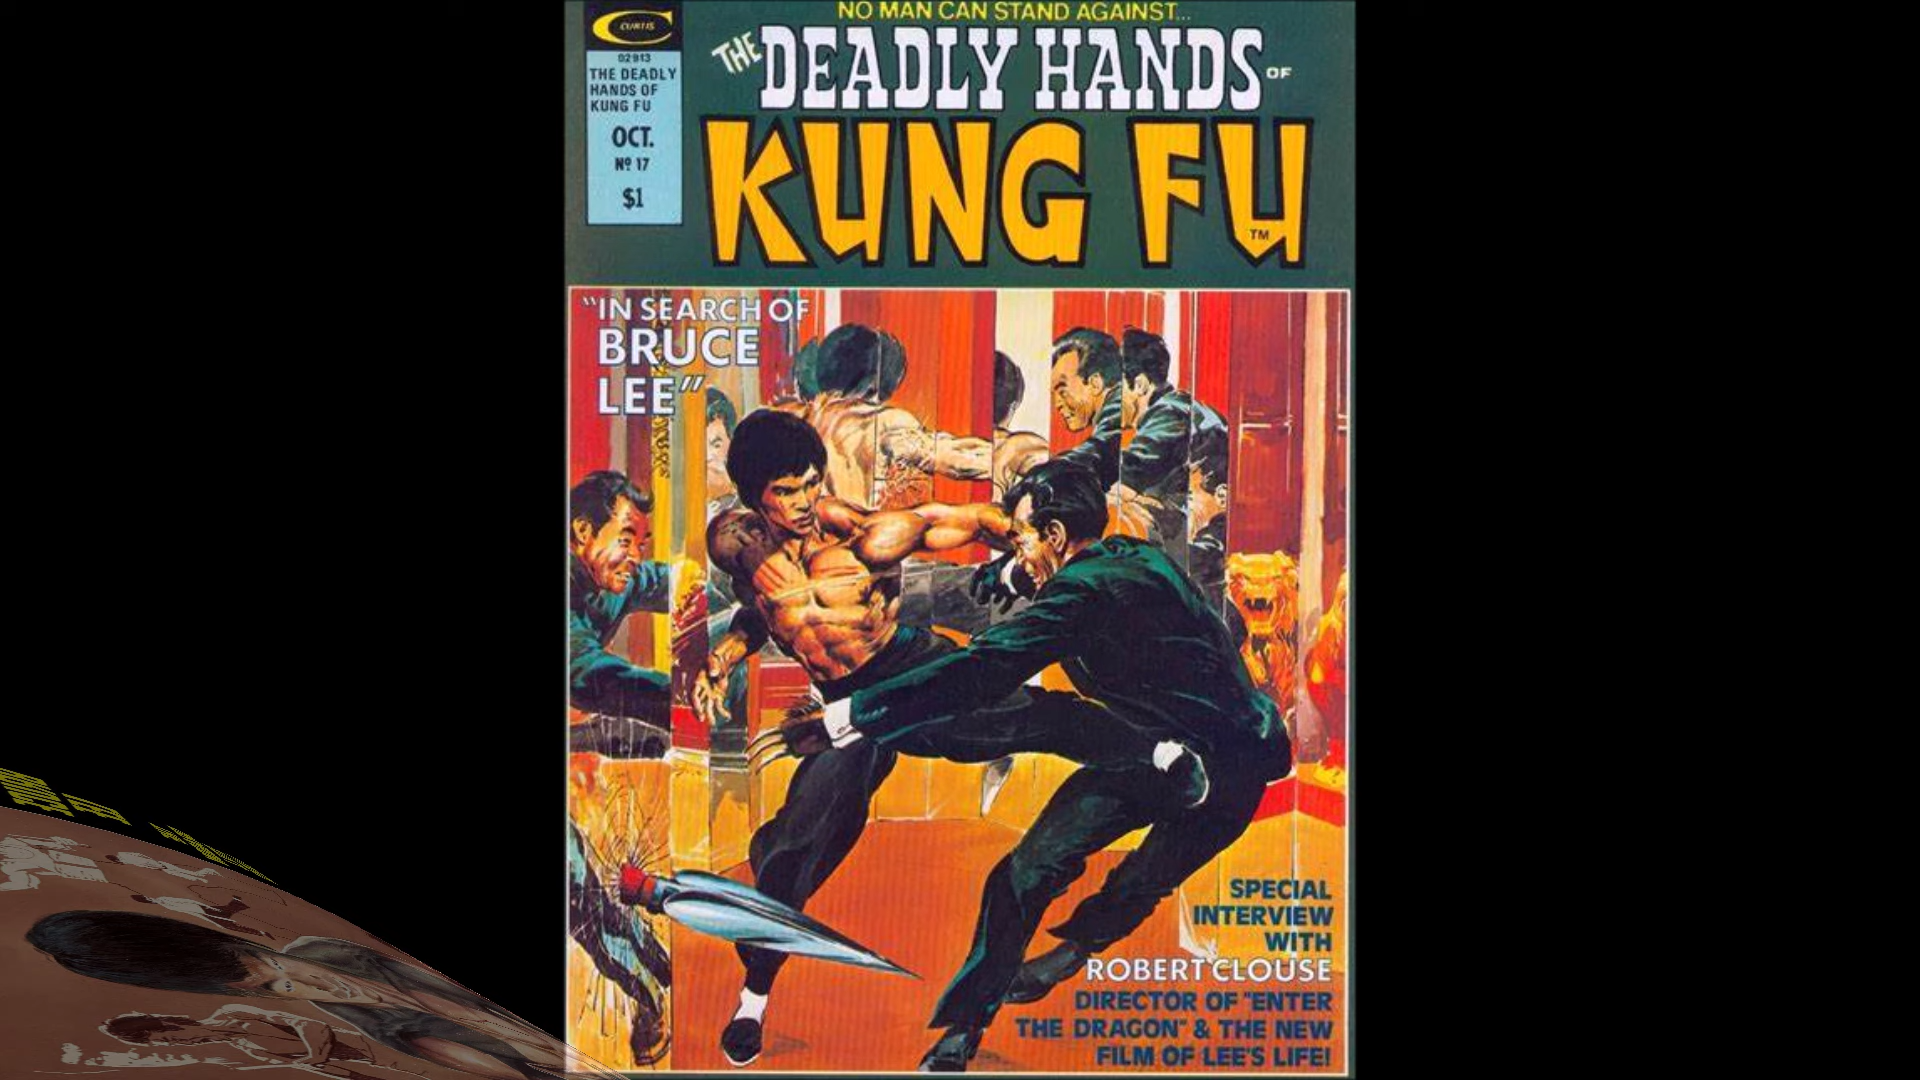 NO MAN CAN STAND AGAINST...
CURTIS
02913
THE DEADLY
HANDS OF
KUNG FU
OCT.
Nº 17
$1
THE DEADLY HANDS OF
KUNG FU
TM
"IN SEARCH OF
BRUCE
LEE"
SPECIAL
INTERVIEW
WITH
ROBERT CLOUSE
DIRECTOR OF "ENTER
THE DRAGON" & THE NEW
FILM OF LEE'S LIFE!